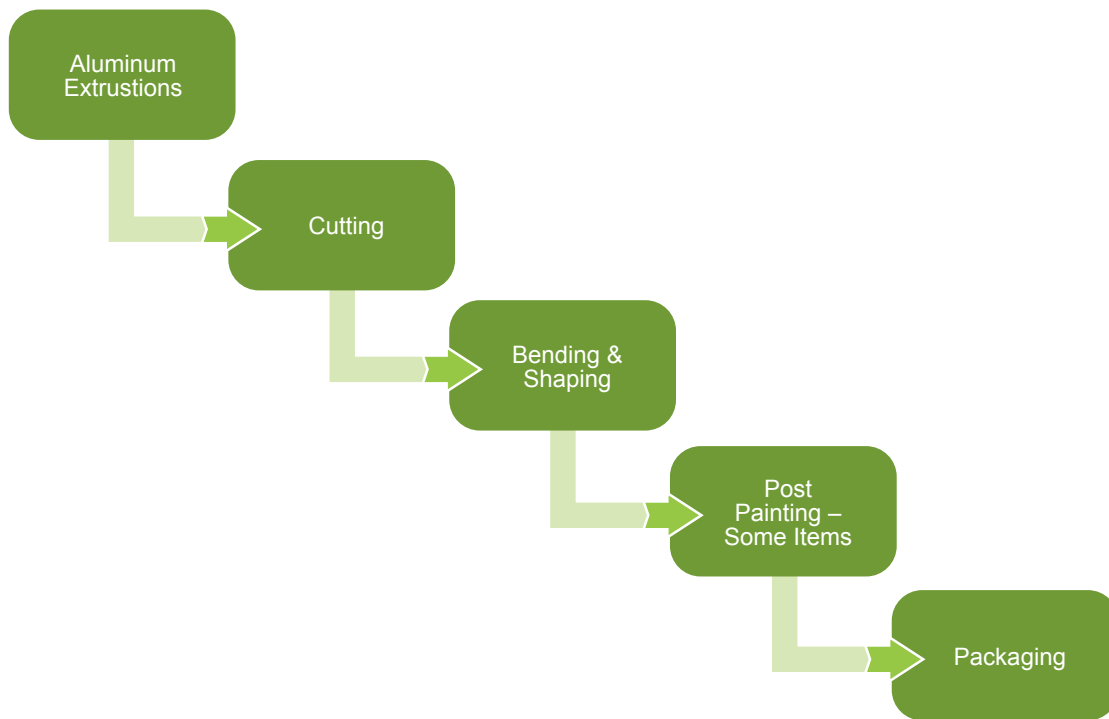 Aluminum
Extrustions
Cutting
Bending &
Shaping
Post
Painting –
Some Items
Packaging